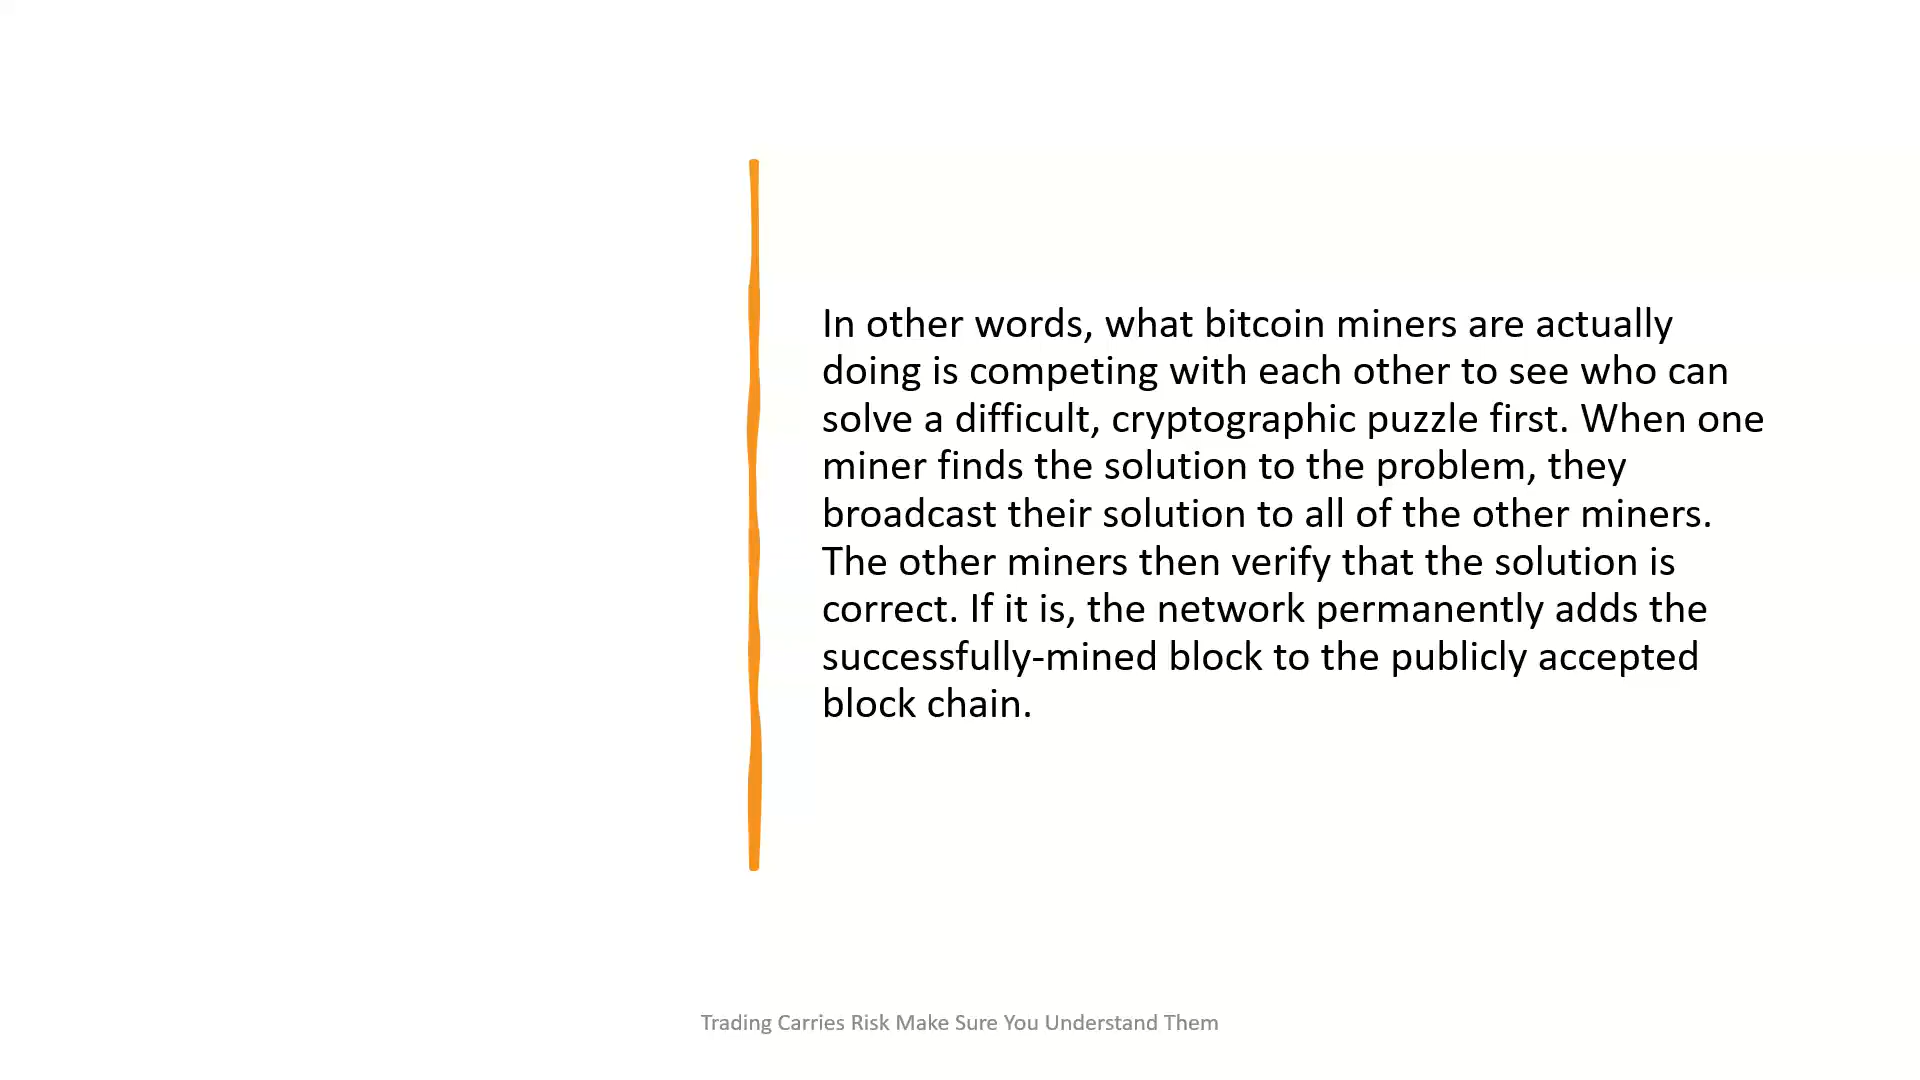 In other words, what bitcoin miners are actually
doing is competing with each other to see who can
solve a difficult, cryptographic puzzle first. When one
miner finds the solution to the problem, they
broadcast their solution to all of the other miners.
The other miners then verify that the solution is
correct. If it is, the network permanently adds the
successfully-mined block to the publicly accepted
block chain.
Trading Carries Risk Make Sure You Understand Them